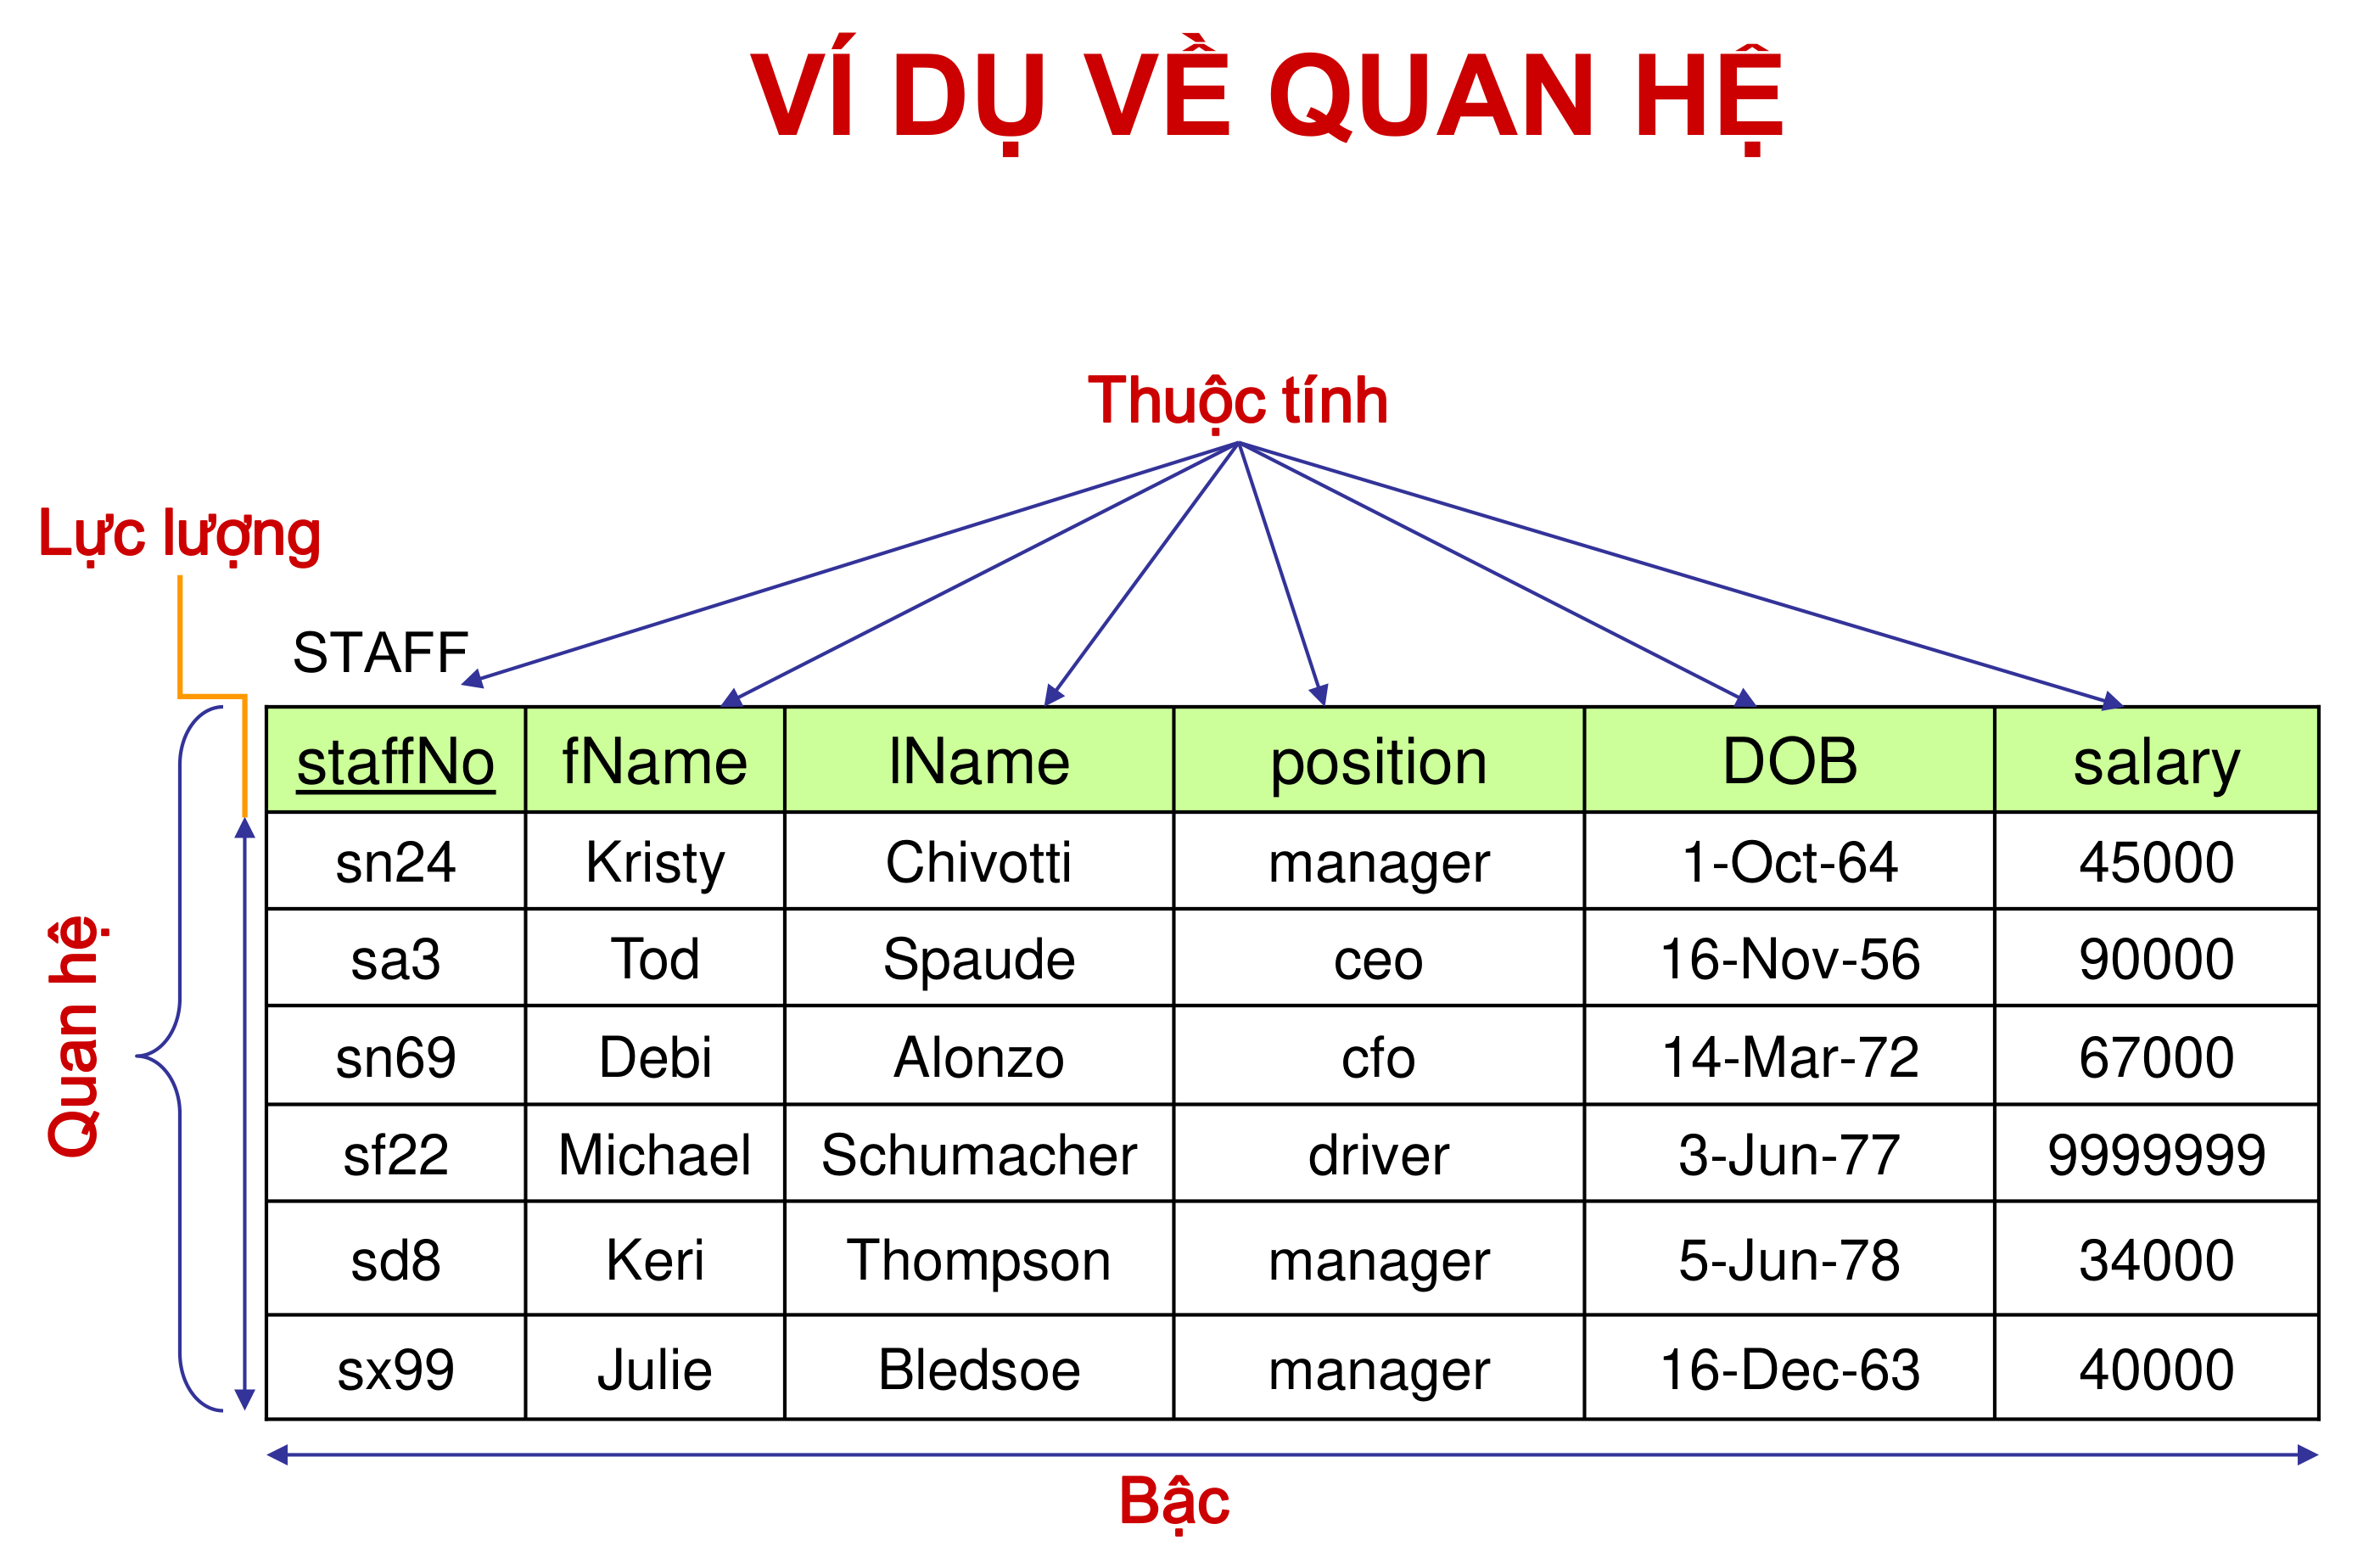 VÍ DỤ VỀ QUAN HỆ
Thuộc tính
Lực lượng
STAFF
staffNo fName lName position DOB salary
sn24 Kristy Chivotti manager 1-Oct-64 45000
sa3 Tod Spaude ceo 16-Nov-56 90000
sn69 Debi Alonzo cfo 14-Mar-72 67000
sf22 Michael Schumacher driver 3-Jun-77 9999999
sd8 Keri Thompson manager 5-Jun-78 34000
sx99 Julie Bledsoe manager 16-Dec-63 40000
Quan hệ
Bậc